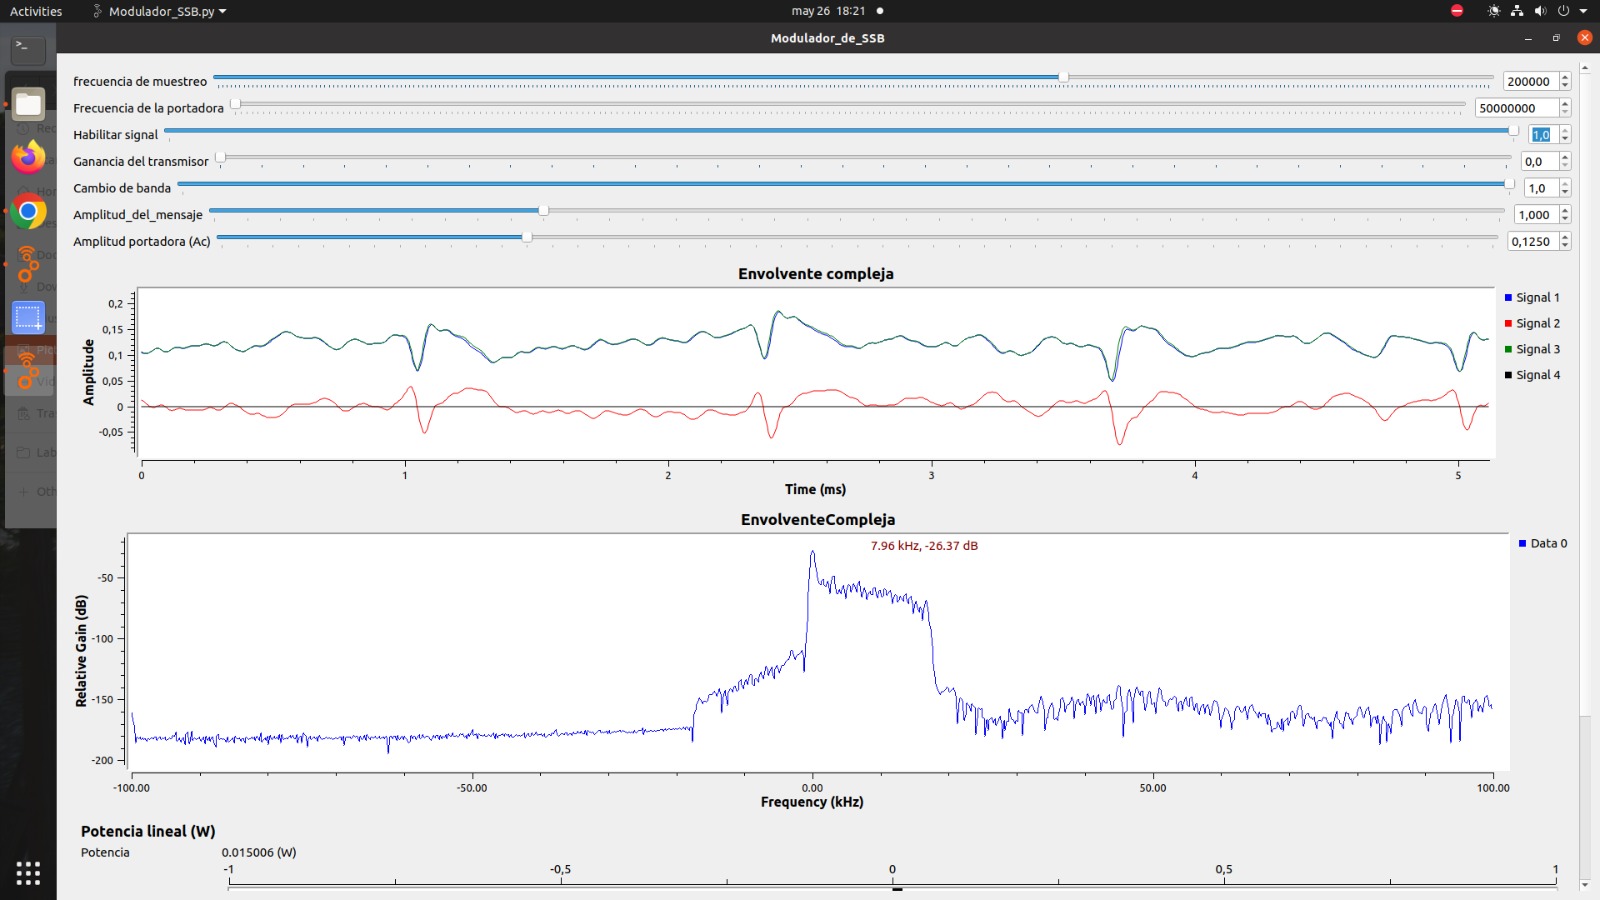 Activities Modulador_SSB.py may 26 18:21
Modulador_de_SSB
frecuencia de muestreo 200000
Frecuencia de la portadora 50000000
Habilitar signal 1,0
Ganancia del transmisor 0,0
Cambio de banda 1,0
Amplitud_del_mensaje 1,000
Amplitud portadora (Ac) 0,1250
Envolvente compleja
Amplitude
0,2
0,15
0,1
0,05
0
-0,05
0 1 2 3 4 5
Time (ms)
Signal 1
Signal 2
Signal 3
Signal 4
EnvolventeCompleja
7.96 kHz, -26.37 dB
Data 0
Relative Gain (dB)
-50
-100
-150
-200
-100.00 -50.00 0.00 50.00 100.00
Frequency (kHz)
Potencia lineal (W)
Potencia 0.015006 (W)
-1 -0,5 0 0,5 1